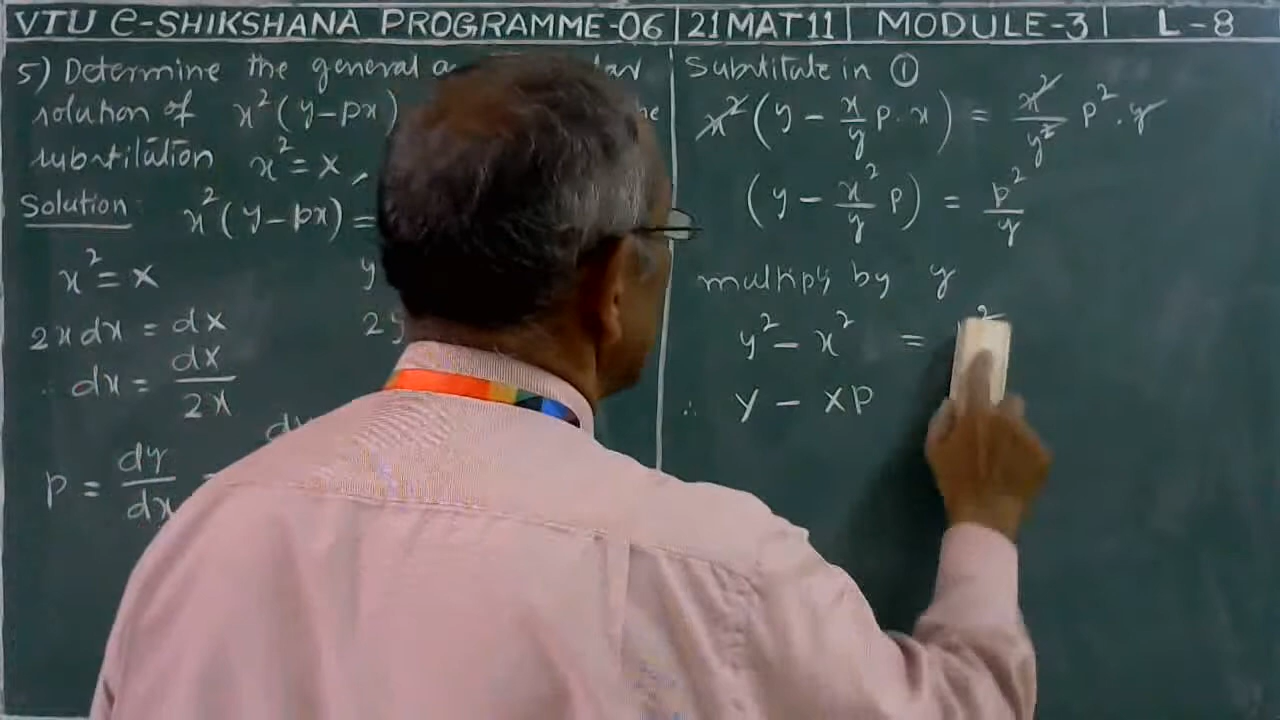 VTU e-SHIKSHANA PROGRAMME-06 | 21MAT11 | MODULE-3 | L-8
5) Determine the general
solution of x²(y-px)
substitution x² = X,
Solution x²(y-px) =
x² = X y
2x dx = dX 2y
∴ dx = dX/2x
p = dy/dx =
Substitute in ①
x²(y - x/y P·x) = x²/y² P²·y
(y - x²/y P) = P²/y
multiply by y
y² - x² =
∴ Y - XP